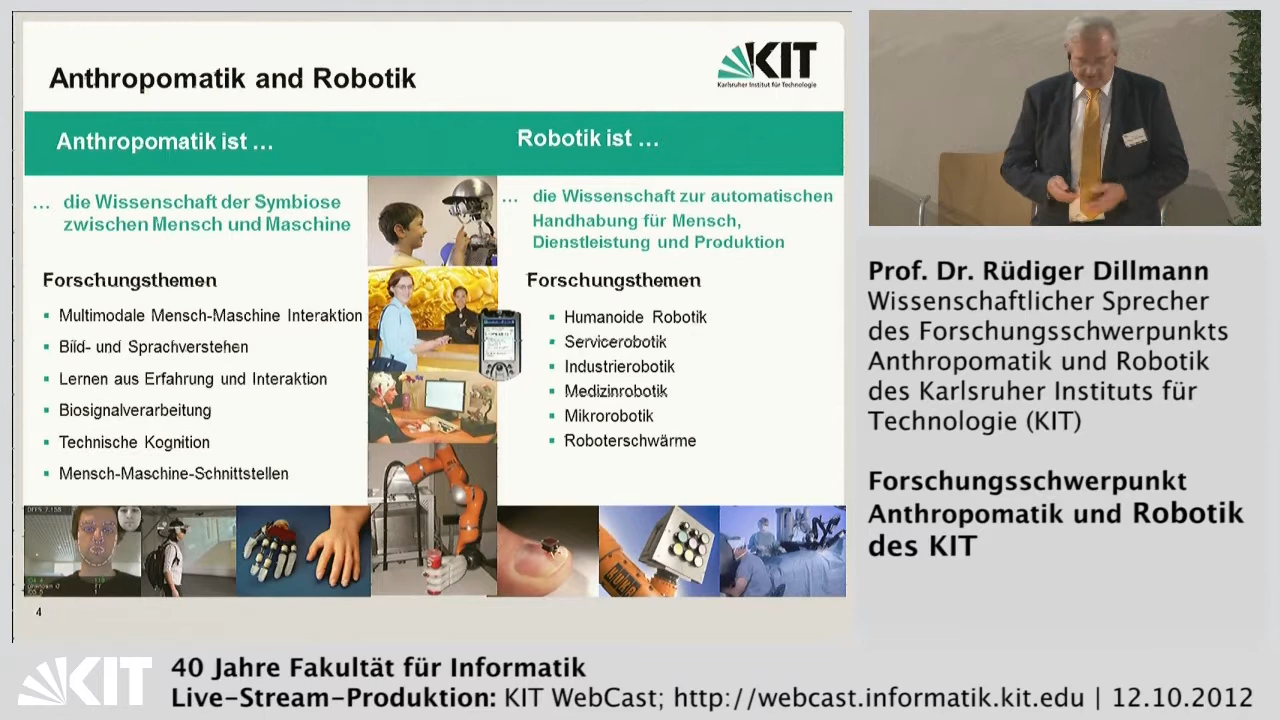 Anthropomatik and Robotik
KIT
Karlsruher Institut für Technologie
Anthropomatik ist …
Robotik ist …
… die Wissenschaft der Symbiose
zwischen Mensch und Maschine
Forschungsthemen
▪ Multimodale Mensch-Maschine Interaktion
▪ Bild- und Sprachverstehen
▪ Lernen aus Erfahrung und Interaktion
▪ Biosignalverarbeitung
▪ Technische Kognition
▪ Mensch-Maschine-Schnittstellen
… die Wissenschaft zur automatischen
Handhabung für Mensch,
Dienstleistung und Produktion
Forschungsthemen
▪ Humanoide Robotik
▪ Servicerobotik
▪ Industrierobotik
▪ Medizinrobotik
▪ Mikrorobotik
▪ Roboterschwärme
4
Prof. Dr. Rüdiger Dillmann
Wissenschaftlicher Sprecher
des Forschungsschwerpunkts
Anthropomatik und Robotik
des Karlsruher Instituts für
Technologie (KIT)
Forschungsschwerpunkt
Anthropomatik und Robotik
des KIT
KIT
40 Jahre Fakultät für Informatik
Live-Stream-Produktion: KIT WebCast; http://webcast.informatik.kit.edu | 12.10.2012